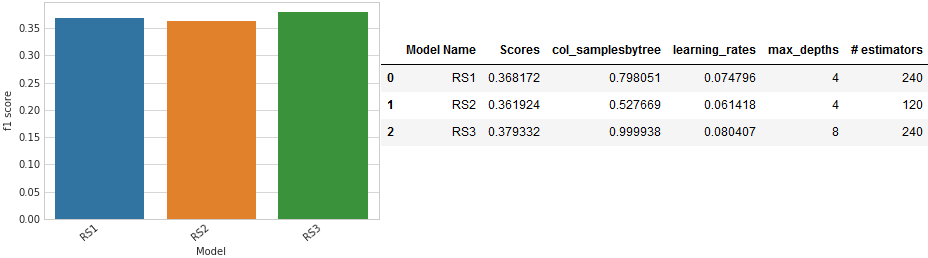 0.35
0.30
0.25
0.20
0.15
0.10
0.05
0.00
f1 score
RS1
RS2
RS3
Model
Model Name Scores col_samplesbytree learning_rates max_depths # estimators
0 RS1 0.368172 0.798051 0.074796 4 240
1 RS2 0.361924 0.527669 0.061418 4 120
2 RS3 0.379332 0.999938 0.080407 8 240